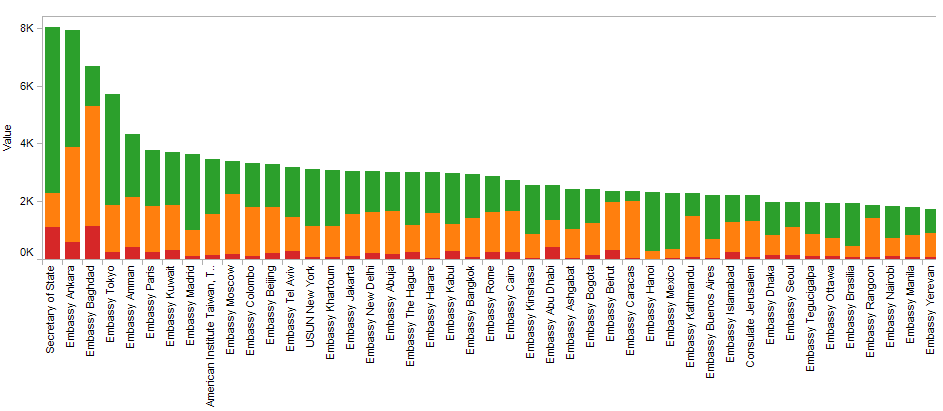 8K
6K
4K
2K
0K
Value
Secretary of State
Embassy Ankara
Embassy Baghdad
Embassy Tokyo
Embassy Amman
Embassy Paris
Embassy Kuwait
Embassy Madrid
American Institute Taiwan, T..
Embassy Moscow
Embassy Colombo
Embassy Beijing
Embassy Tel Aviv
USUN New York
Embassy Khartoum
Embassy Jakarta
Embassy New Delhi
Embassy Abuja
Embassy The Hague
Embassy Harare
Embassy Kabul
Embassy Bangkok
Embassy Rome
Embassy Cairo
Embassy Kinshasa
Embassy Abu Dhabi
Embassy Ashgabat
Embassy Bogota
Embassy Beirut
Embassy Caracas
Embassy Hanoi
Embassy Mexico
Embassy Kathmandu
Embassy Buenos Aires
Embassy Islamabad
Consulate Jerusalem
Embassy Dhaka
Embassy Seoul
Embassy Tegucigalpa
Embassy Ottawa
Embassy Brasilia
Embassy Rangoon
Embassy Nairobi
Embassy Manila
Embassy Yerevan